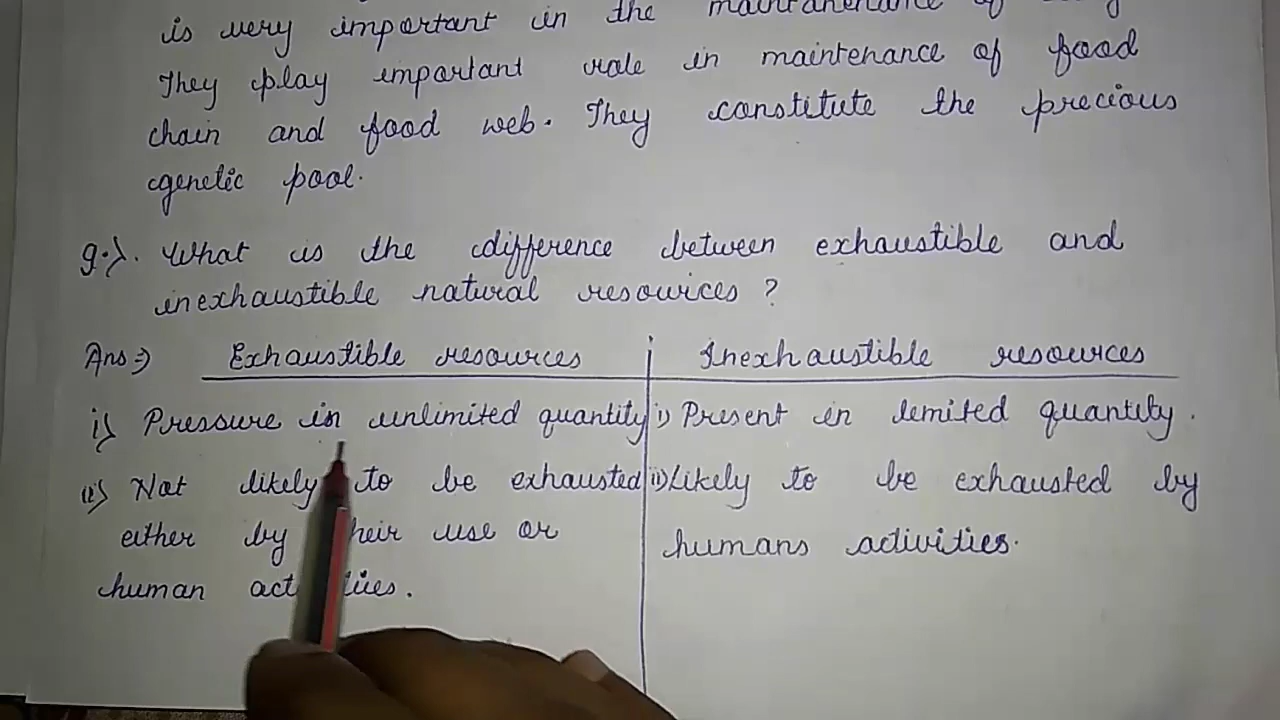 is very important in the
They play important role in maintenance of food
chain and food web. They constitute the precious
genetic pool.
g.). What is the difference between exhaustible and
inexhaustible natural resources ?
Ans ⇒ Exhaustible resources Inexhaustible resources
i) Pressure in unlimited quantity i) Present in limited quantity.
ii) Not likely to be exhausted ii) Likely to be exhausted by
either by use or humans activities.
human